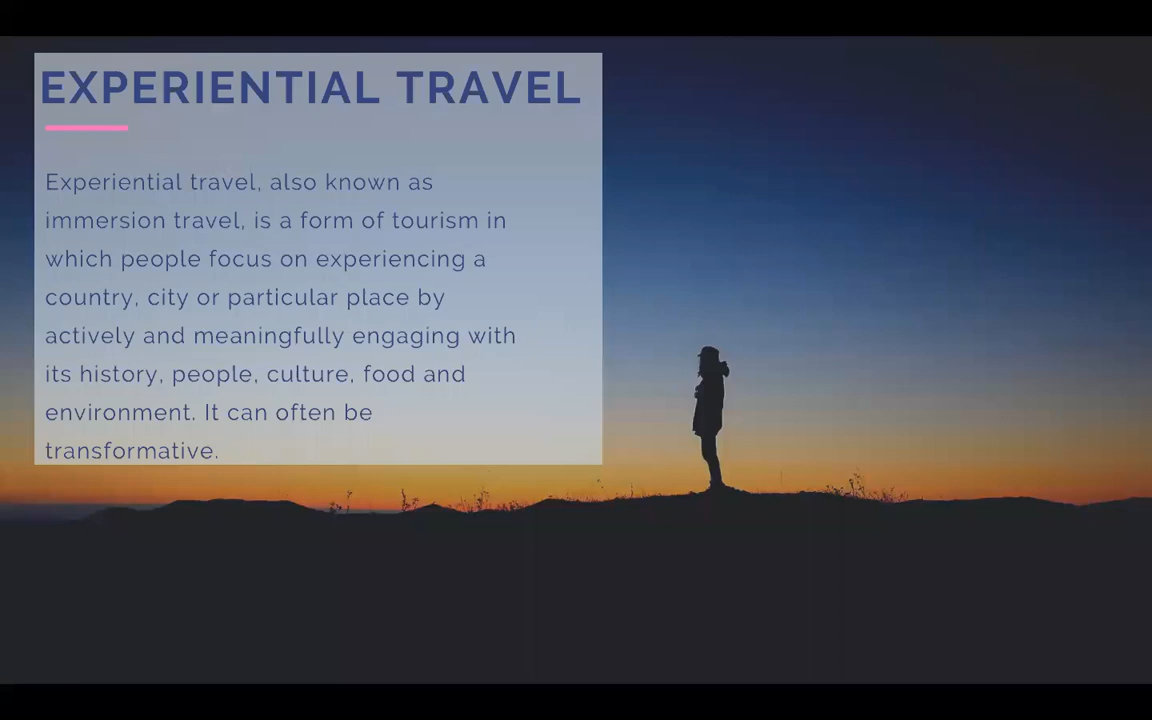 EXPERIENTIAL TRAVEL
Experiential travel, also known as
immersion travel, is a form of tourism in
which people focus on experiencing a
country, city or particular place by
actively and meaningfully engaging with
its history, people, culture, food and
environment. It can often be
transformative.